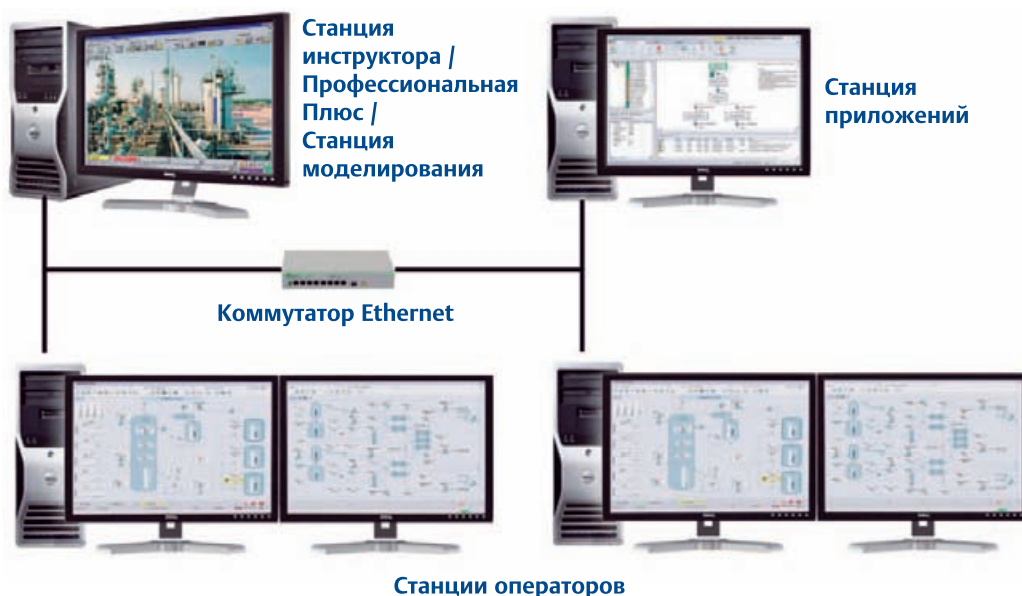 Станция
инструктора /
Профессиональная
Плюс /
Станция
моделирования
Станция
приложений
Коммутатор Ethernet
Станции операторов